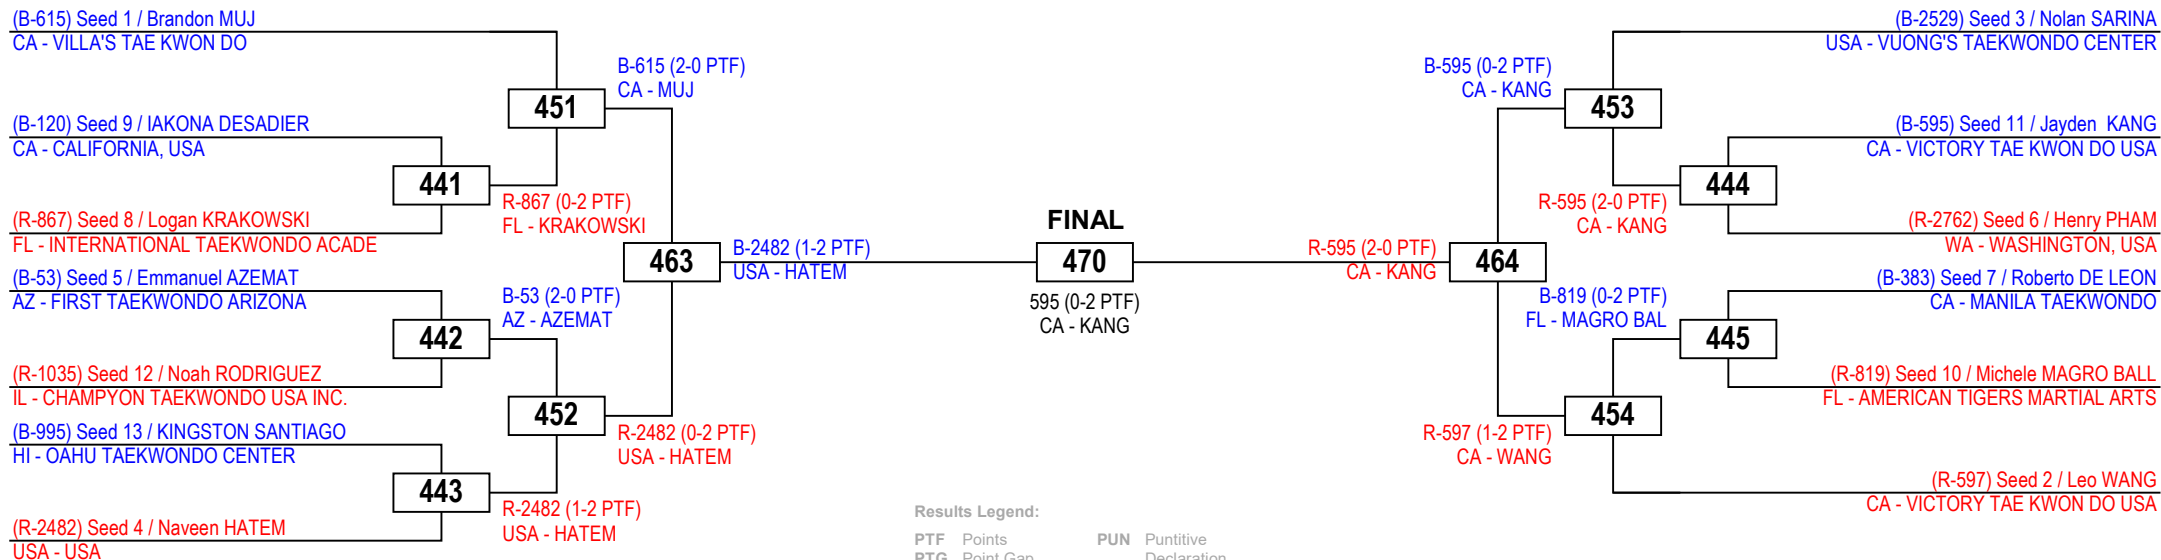 (B-615) Seed 1 / Brandon MUJ
CA - VILLA'S TAE KWON DO
(B-120) Seed 9 / IAKONA DESADIER
CA - CALIFORNIA, USA
(R-867) Seed 8 / Logan KRAKOWSKI
FL - INTERNATIONAL TAEKWONDO ACADE
(B-53) Seed 5 / Emmanuel AZEMAT
AZ - FIRST TAEKWONDO ARIZONA
(R-1035) Seed 12 / Noah RODRIGUEZ
IL - CHAMPYON TAEKWONDO USA INC.
(B-995) Seed 13 / KINGSTON SANTIAGO
HI - OAHU TAEKWONDO CENTER
(R-2482) Seed 4 / Naveen HATEM
USA - USA
441
442
443
451
R-867 (0-2 PTF)
FL - KRAKOWSKI
B-53 (2-0 PTF)
AZ - AZEMAT
452
R-2482 (1-2 PTF)
USA - HATEM
B-615 (2-0 PTF)
CA - MUJ
463
R-2482 (0-2 PTF)
USA - HATEM
B-2482 (1-2 PTF)
USA - HATEM
FINAL
470
595 (0-2 PTF)
CA - KANG
R-595 (2-0 PTF)
CA - KANG
464
B-595 (0-2 PTF)
CA - KANG
R-597 (1-2 PTF)
CA - WANG
453
R-595 (2-0 PTF)
CA - KANG
B-819 (0-2 PTF)
FL - MAGRO BAL
454
444
445
(B-2529) Seed 3 / Nolan SARINA
USA - VUONG'S TAEKWONDO CENTER
(B-595) Seed 11 / Jayden KANG
CA - VICTORY TAE KWON DO USA
(R-2762) Seed 6 / Henry PHAM
WA - WASHINGTON, USA
(B-383) Seed 7 / Roberto DE LEON
CA - MANILA TAEKWONDO
(R-819) Seed 10 / Michele MAGRO BALL
FL - AMERICAN TIGERS MARTIAL ARTS
(R-597) Seed 2 / Leo WANG
CA - VICTORY TAE KWON DO USA
Results Legend:
PTF Points PUN Puntitive
PTG Point Gap Declaration